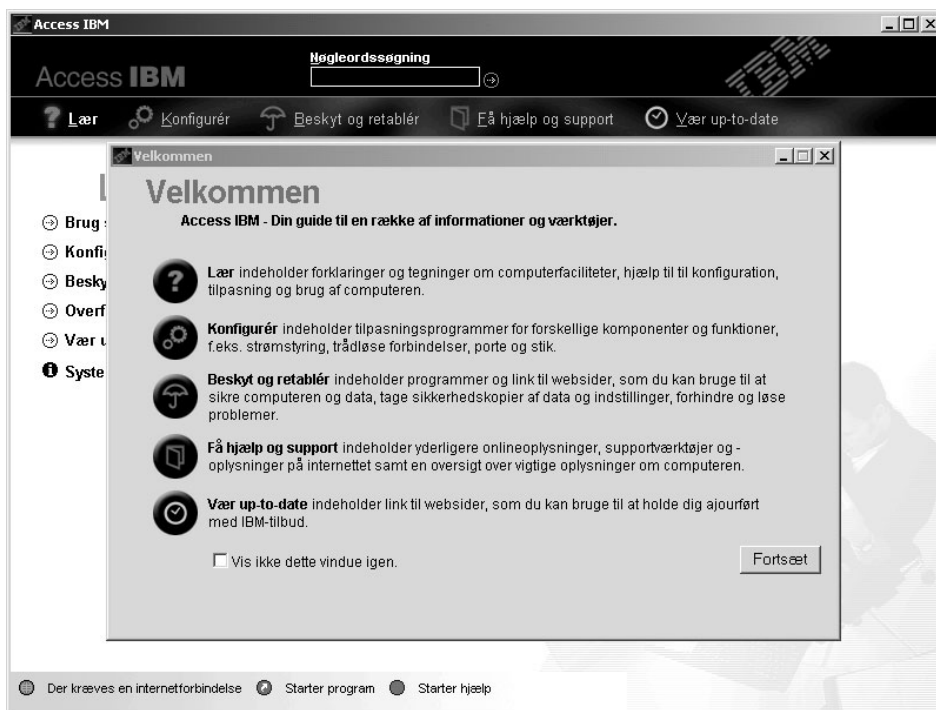 Access IBM
Access IBM
Nøgleordssøgning
IBM
Lær
Konfigurér
Beskyt og retablér
Få hjælp og support
Vær up-to-date
Brug
Konfig
Besky
Overf
Vær u
Syste
Velkommen
Velkommen
Access IBM - Din guide til en række af informationer og værktøjer.
Lær indeholder forklaringer og tegninger om computerfaciliteter, hjælp til til konfiguration,
tilpasning og brug af computeren.
Konfigurér indeholder tilpasningsprogrammer for forskellige komponenter og funktioner,
f.eks. strømstyring, trådløse forbindelser, porte og stik.
Beskyt og retablér indeholder programmer og link til websider, som du kan bruge til at
sikre computeren og data, tage sikkerhedskopier af data og indstillinger, forhindre og løse
problemer.
Få hjælp og support indeholder yderligere onlineoplysninger, supportværktøjer og -
oplysninger på internettet samt en oversigt over vigtige oplysninger om computeren.
Vær up-to-date indeholder link til websider, som du kan bruge til at holde dig ajourført
med IBM-tilbud.
Vis ikke dette vindue igen.
Fortsæt
Der kræves en internetforbindelse
Starter program
Starter hjælp